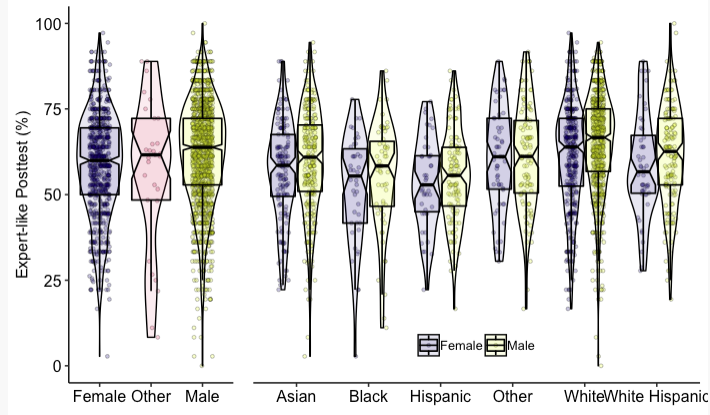 Expert-like Posttest (%)
100
75
50
25
0
Female Male
Female Other Male Asian Black Hispanic Other White White Hispanic